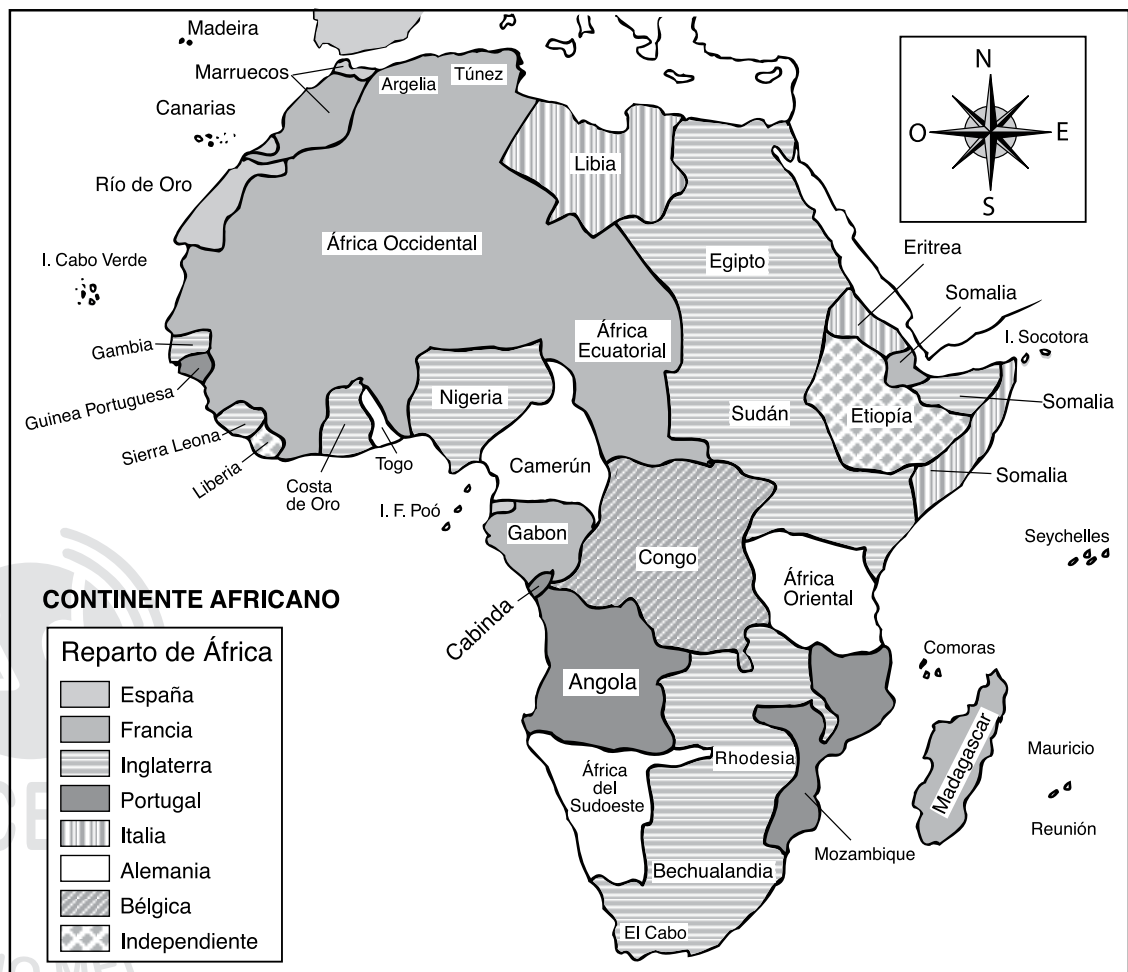 Madeira
Marruecos
Canarias
Río de Oro
I. Cabo Verde
Gambia
Guinea Portuguesa
Sierra Leona
Liberia
Costa
de Oro
Togo
I. F. Poó
Argelia
Túnez
Libia
África Occidental
Egipto
África
Ecuatorial
Nigeria
Camerún
Sudán
Eritrea
Somalia
I. Socotora
Etiopía
Somalia
Somalia
Gabon
Congo
Cabinda
África
Oriental
Seychelles
Angola
Comoras
Rhodesia
Madagascar
Mauricio
Reunión
África
del
Sudoeste
Mozambique
Bechualandia
El Cabo
N
O
E
S
CONTINENTE AFRICANO
Reparto de África
España
Francia
Inglaterra
Portugal
Italia
Alemania
Bélgica
Independiente